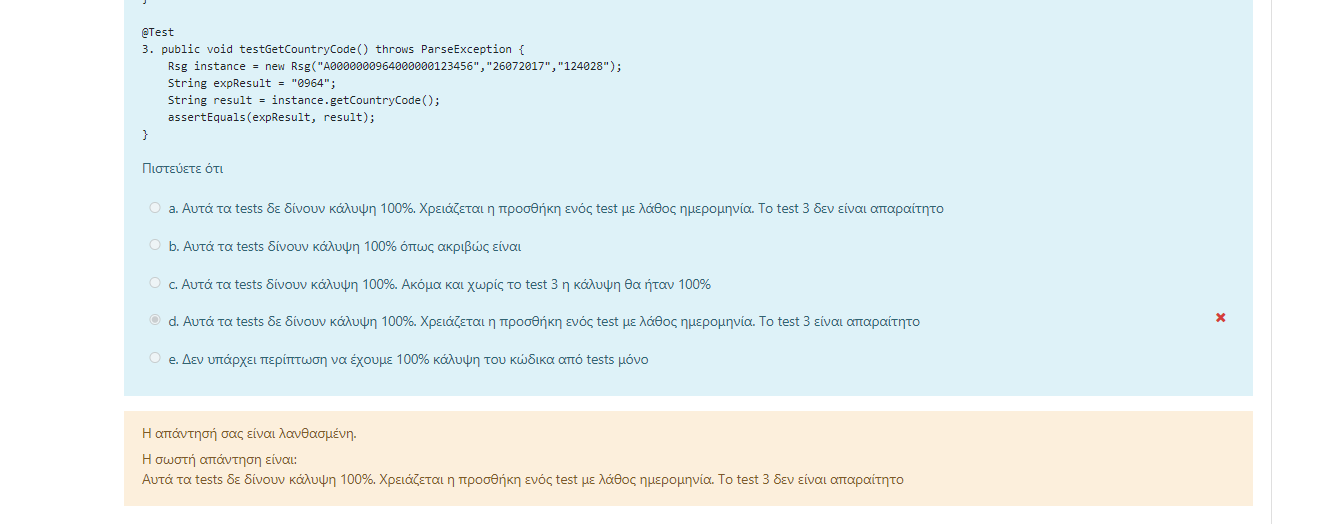 }
@Test
3. public void testGetCountryCode() throws ParseException {
Rsg instance = new Rsg("A0000000964000000123456","26072017","124028");
String expResult = "0964";
String result = instance.getCountryCode();
assertEquals(expResult, result);
}
Πιστεύετε ότι
a. Αυτά τα tests δε δίνουν κάλυψη 100%. Χρειάζεται η προσθήκη ενός test με λάθος ημερομηνία. Το test 3 δεν είναι απαραίτητο
b. Αυτά τα tests δίνουν κάλυψη 100% όπως ακριβώς είναι
c. Αυτά τα tests δίνουν κάλυψη 100%. Ακόμα και χωρίς το test 3 η κάλυψη θα ήταν 100%
d. Αυτά τα tests δε δίνουν κάλυψη 100%. Χρειάζεται η προσθήκη ενός test με λάθος ημερομηνία. Το test 3 είναι απαραίτητο
e. Δεν υπάρχει περίπτωση να έχουμε 100% κάλυψη του κώδικα από tests μόνο
Η απάντησή σας είναι λανθασμένη.
Η σωστή απάντηση είναι:
Αυτά τα tests δε δίνουν κάλυψη 100%. Χρειάζεται η προσθήκη ενός test με λάθος ημερομηνία. Το test 3 δεν είναι απαραίτητο